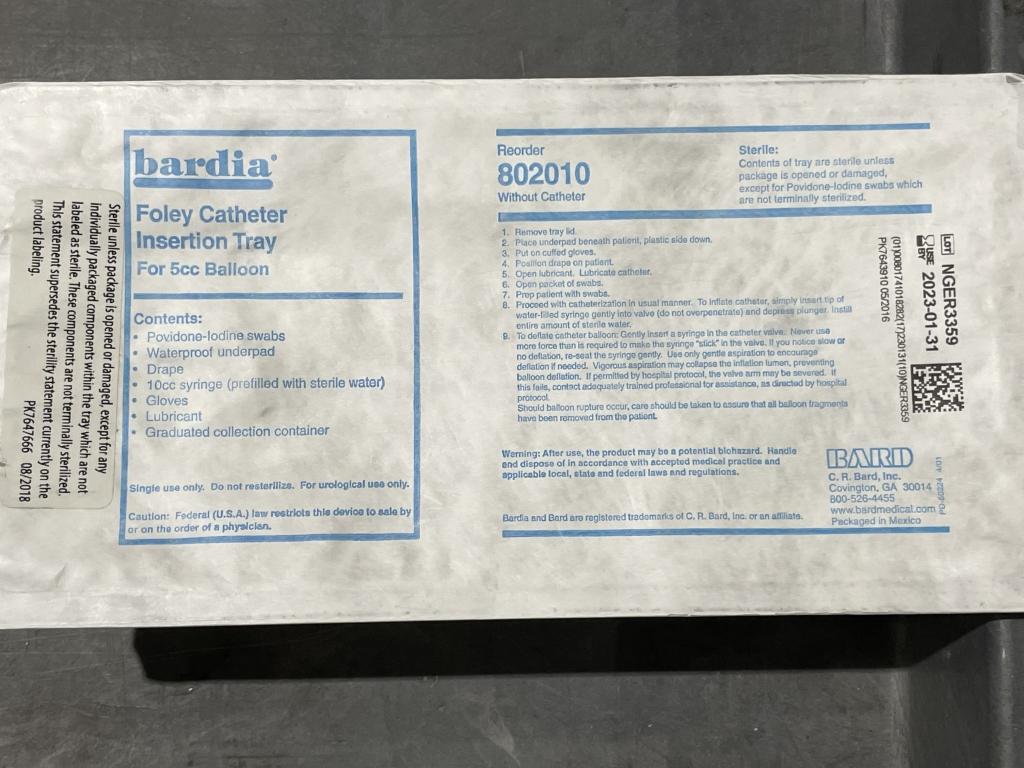 bardia®
Foley Catheter
Insertion Tray
For 5cc Balloon
Contents:
• Povidone-Iodine swabs
• Waterproof underpad
• Drape
• 10cc syringe (prefilled with sterile water)
• Gloves
• Lubricant
• Graduated collection container
Single use only. Do not resterilize. For urological use only.
Caution: Federal (U.S.A.) law restricts this device to sale by
or on the order of a physician.
Reorder
802010
Without Catheter
Sterile:
Contents of tray are sterile unless
package is opened or damaged,
except for Povidone-Iodine swabs which
are not terminally sterilized.
1. Remove tray lid.
2. Place underpad beneath patient, plastic side down.
3. Put on cuffed gloves.
4. Position drape on patient.
5. Open lubricant. Lubricate catheter.
6. Open packet of swabs.
7. Prep patient with swabs.
8. Proceed with catheterization in usual manner. To inflate catheter, simply insert tip of
water-filled syringe gently into valve (do not overpenetrate) and depress plunger. Instill
entire amount of sterile water.
9. To deflate catheter balloon: Gently insert a syringe in the catheter valve. Never use
more force than is required to make the syringe "stick" in the valve. If you notice slow or
no deflation, re-seat the syringe gently. Use only gentle aspiration to encourage
deflation if needed. Vigorous aspiration may collapse the inflation lumen, preventing
balloon deflation. If permitted by hospital protocol, the valve arm may be severed. If
this fails, contact adequately trained professional for assistance, as directed by hospital
protocol.
Should balloon rupture occur, care should be taken to assure that all balloon fragments
have been removed from the patient.
Warning: After use, the product may be a potential biohazard. Handle
and dispose of in accordance with accepted medical practice and
applicable local, state and federal laws and regulations.
Bardia and Bard are registered trademarks of C. R. Bard, Inc. or an affiliate.
BARD
C. R. Bard, Inc.
Covington, GA 30014
800-526-4455
www.bardmedical.com
Packaged in Mexico
LOT NGER3359
USE BY 2023-01-31
(01)00801741018282(17)230131(10)NGER3359
PK7643910 05/2016
Sterile unless package is opened or damaged, except for any
individually packaged components within the tray which are not
labeled as sterile. These components are not terminally sterilized.
This statement supersedes the sterility statement currently on the
product labeling.
PK7647666 08/2018